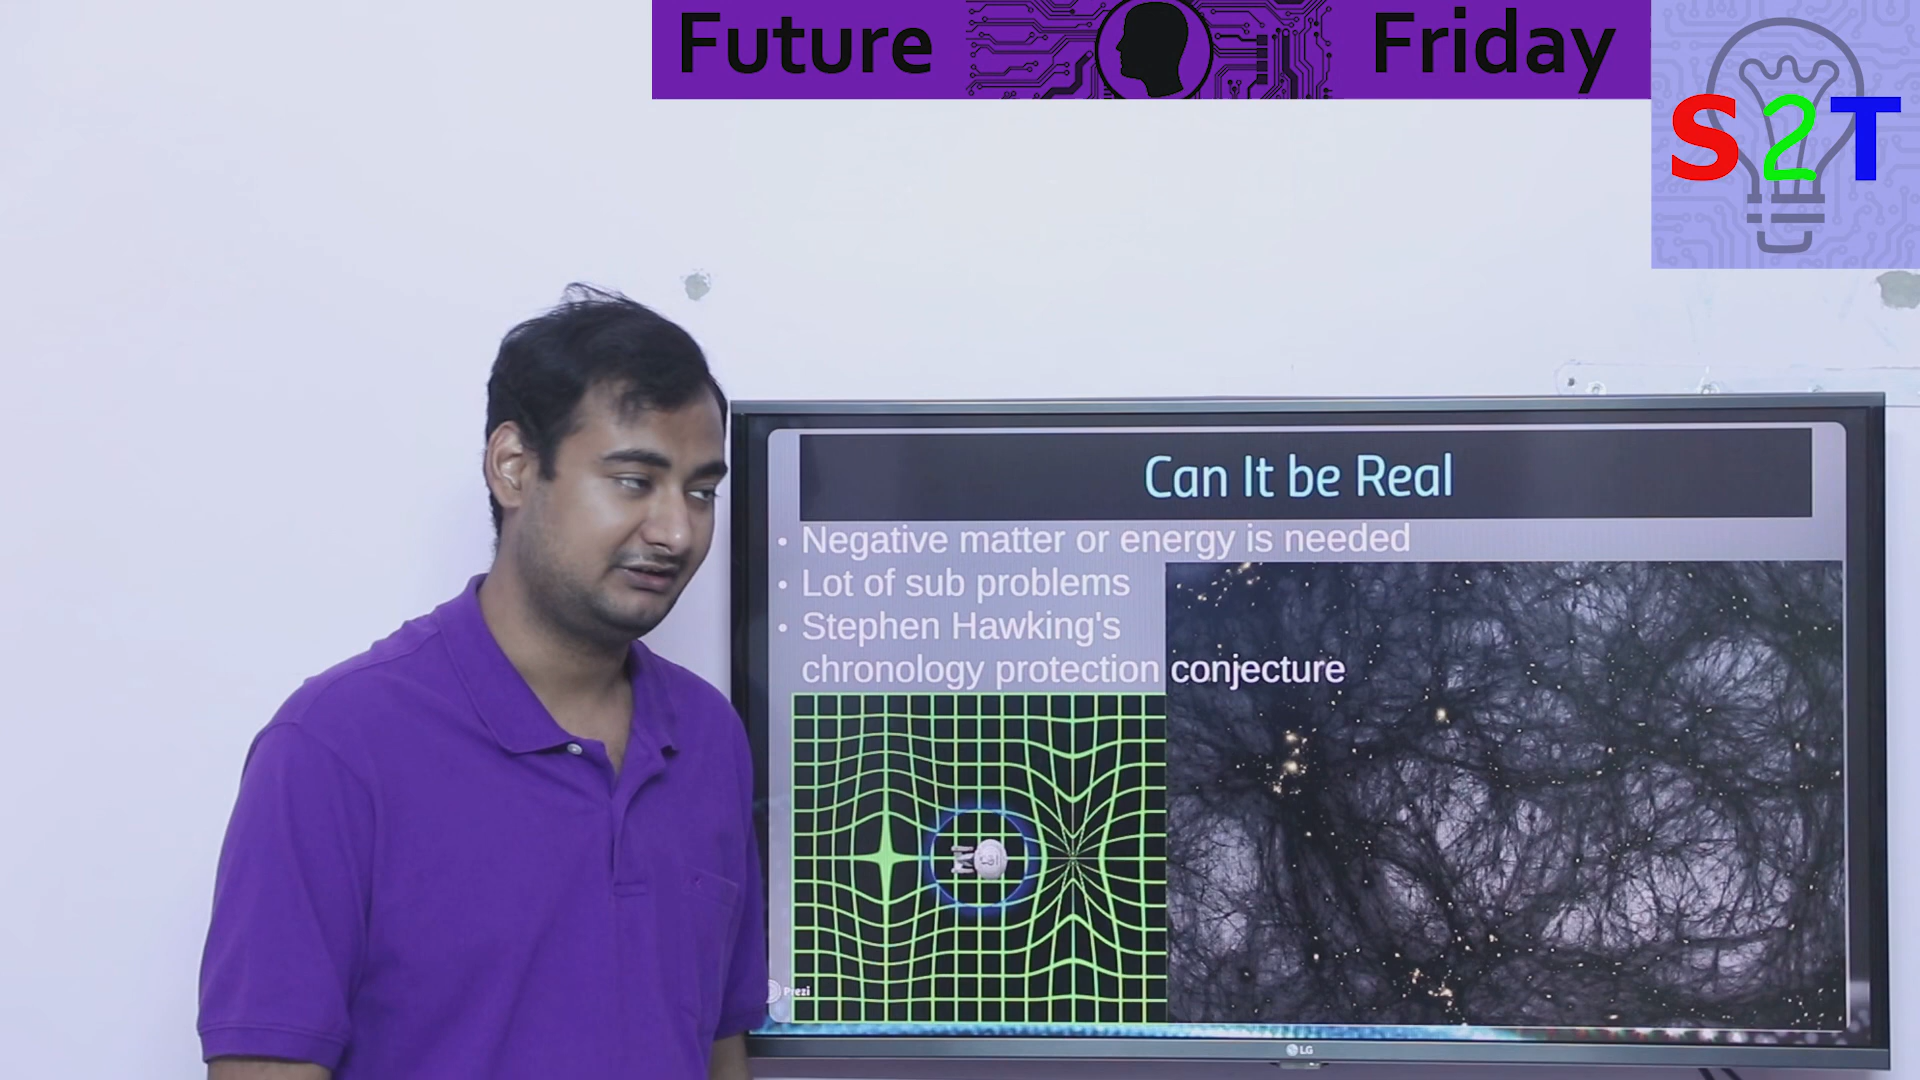 Future Friday
S2T
Can It be Real
• Negative matter or energy is needed
• Lot of sub problems
• Stephen Hawking's
chronology protection conjecture
Prezi
LG